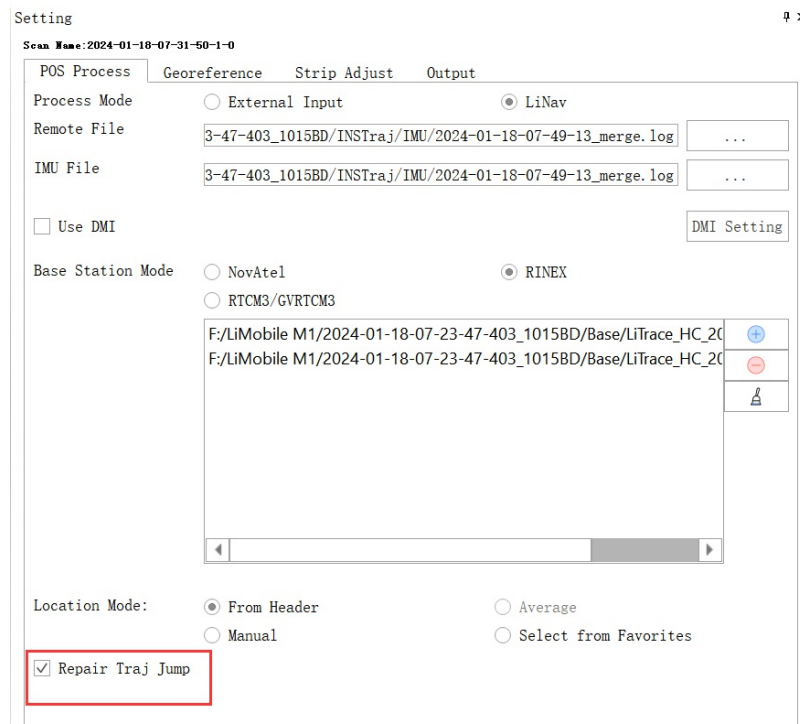 Setting
Scan Name:2024-01-18-07-31-50-1-0
POS Process Georeference Strip Adjust Output
Process Mode External Input LiNav
Remote File 3-47-403_1015BD/INSTraj/IMU/2024-01-18-07-49-13_merge.log ...
IMU File 3-47-403_1015BD/INSTraj/IMU/2024-01-18-07-49-13_merge.log ...
Use DMI DMI Setting
Base Station Mode NovAtel RINEX
RTCM3/GVRTCM3
F:/LiMobile M1/2024-01-18-07-23-47-403_1015BD/Base/LiTrace_HC_20
F:/LiMobile M1/2024-01-18-07-23-47-403_1015BD/Base/LiTrace_HC_20
Location Mode: From Header Average
Manual Select from Favorites
Repair Traj Jump